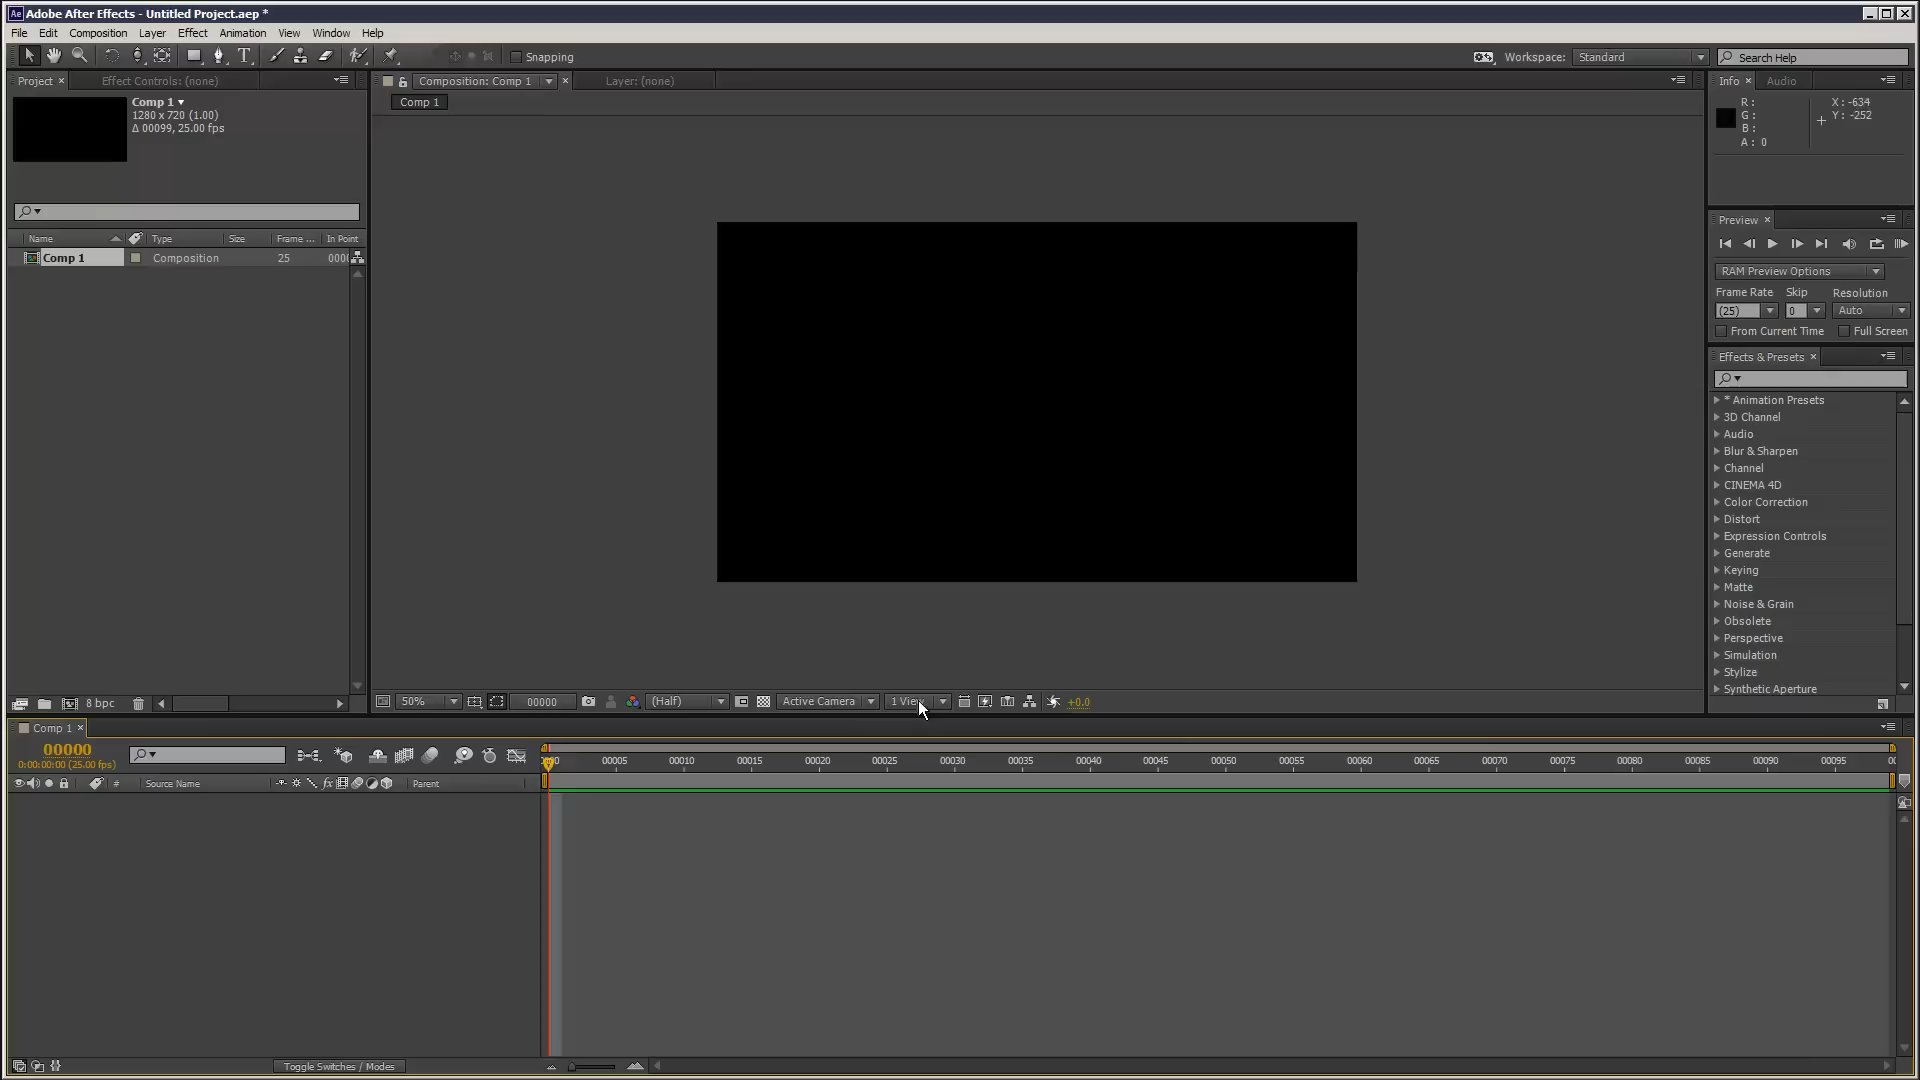 Ae Adobe After Effects - Untitled Project.aep *
File Edit Composition Layer Effect Animation View Window Help
T Snapping Workspace: Standard Search Help
Project × Effect Controls: (none)
Comp 1
1280 x 720 (1.00)
Δ 00099, 25.00 fps
Name Type Size Frame ... In Point
Comp 1 Composition 25
8 bpc
Composition: Comp 1 × Layer: (none)
Comp 1
50% 00000 (Half) Active Camera 1 View +0.0
Info × Audio
R : X : -634
G : Y : -252
B :
A : 0
Preview ×
RAM Preview Options
Frame Rate Skip Resolution
(25) 0 Auto
From Current Time Full Screen
Effects & Presets ×
* Animation Presets
3D Channel
Audio
Blur & Sharpen
Channel
CINEMA 4D
Color Correction
Distort
Expression Controls
Generate
Keying
Matte
Noise & Grain
Obsolete
Perspective
Simulation
Stylize
Synthetic Aperture
Comp 1 ×
00000
0:00:00:00 (25.00 fps)
# Source Name fx Parent
00005 00010 00015 00020 00025 00030 00035 00040 00045 00050 00055 00060 00065 00070 00075 00080 00085 00090 00095
Toggle Switches / Modes